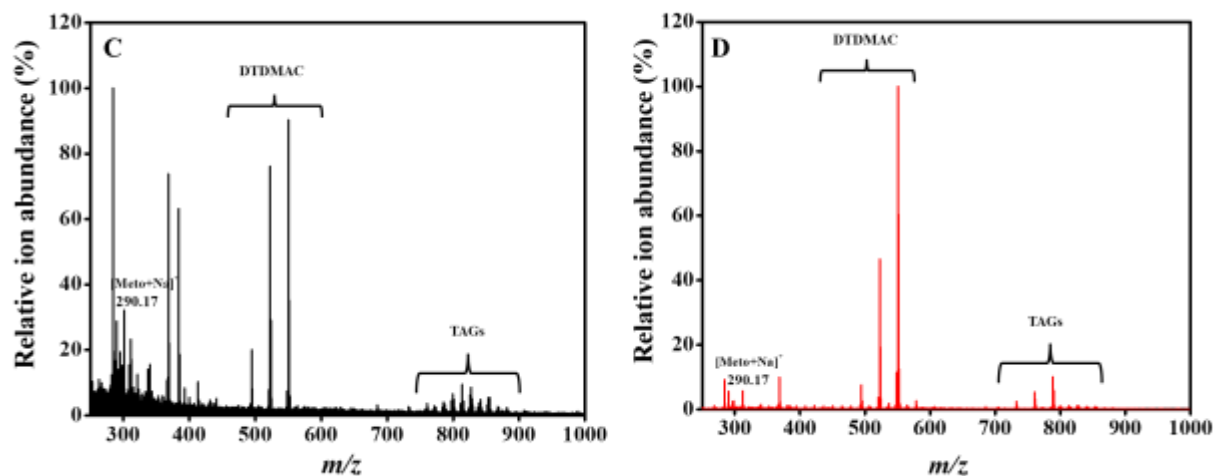 C
DTDMAC
[Meto+Na]+
290.17
TAGs
Relative ion abundance (%)
120
100
80
60
40
20
0
300 400 500 600 700 800 900 1000
m/z
D
DTDMAC
[Meto+Na]+
290.17
TAGs
Relative ion abundance (%)
120
100
80
60
40
20
0
300 400 500 600 700 800 900 1000
m/z